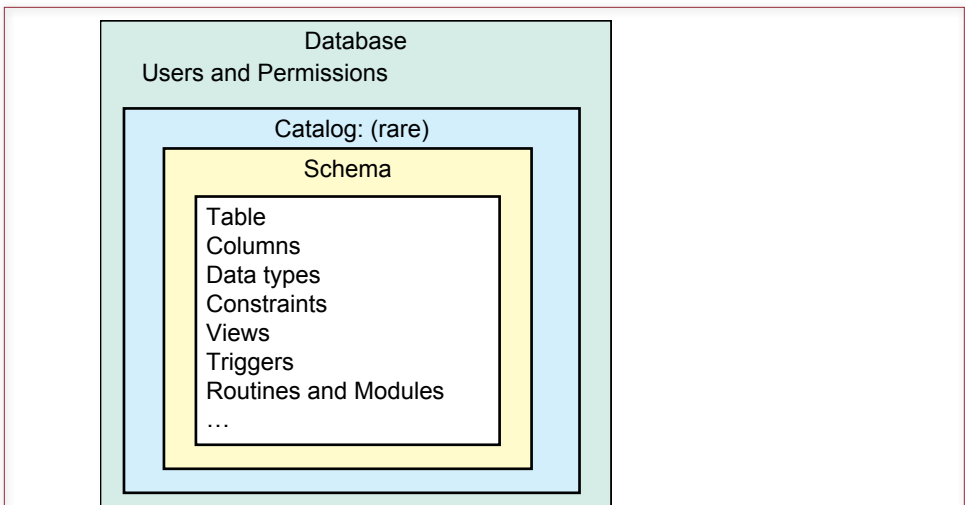 Database
Users and Permissions
Catalog: (rare)
Schema
Table
Columns
Data types
Constraints
Views
Triggers
Routines and Modules
…